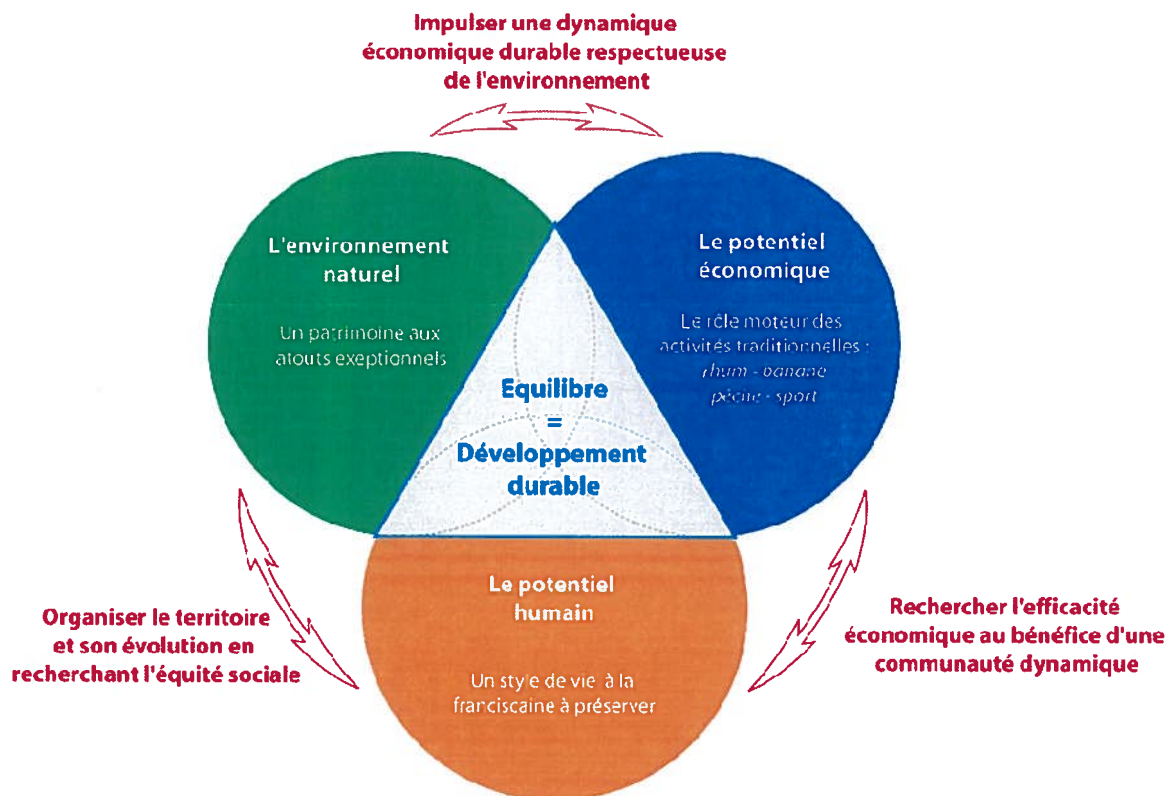 Impulser une dynamique
économique durable respectueuse
de l'environnement
L'environnement
naturel
Un patrimoine aux
atouts exeptionnels
Le potentiel
économique
Le rôle moteur des
activités traditionnelles :
rhum - banane
pêche - sport
Equilibre
=
Développement
durable
Le potentiel
humain
Un style de vie à la
franciscaine à préserver
Organiser le territoire
et son évolution en
recherchant l'équité sociale
Rechercher l'efficacité
économique au bénéfice d'une
communauté dynamique